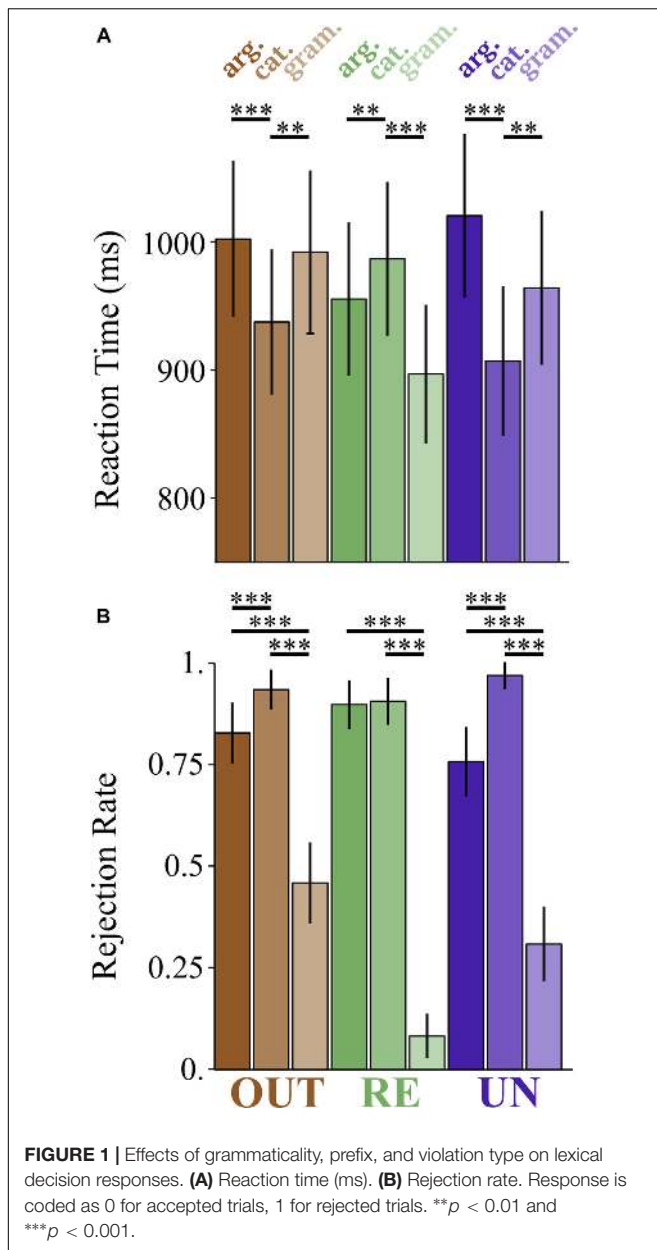 A
arg. cat. gram. arg. cat. gram. arg. cat. gram.
*** ** ** *** *** **
Reaction Time (ms)
1000
900
800
B
*** ***
*** *** ***
*** *** ***
Rejection Rate
1.
0.75
0.5
0.25
0.
OUT RE UN
FIGURE 1 | Effects of grammaticality, prefix, and violation type on lexical
decision responses. (A) Reaction time (ms). (B) Rejection rate. Response is
coded as 0 for accepted trials, 1 for rejected trials. **p < 0.01 and
***p < 0.001.